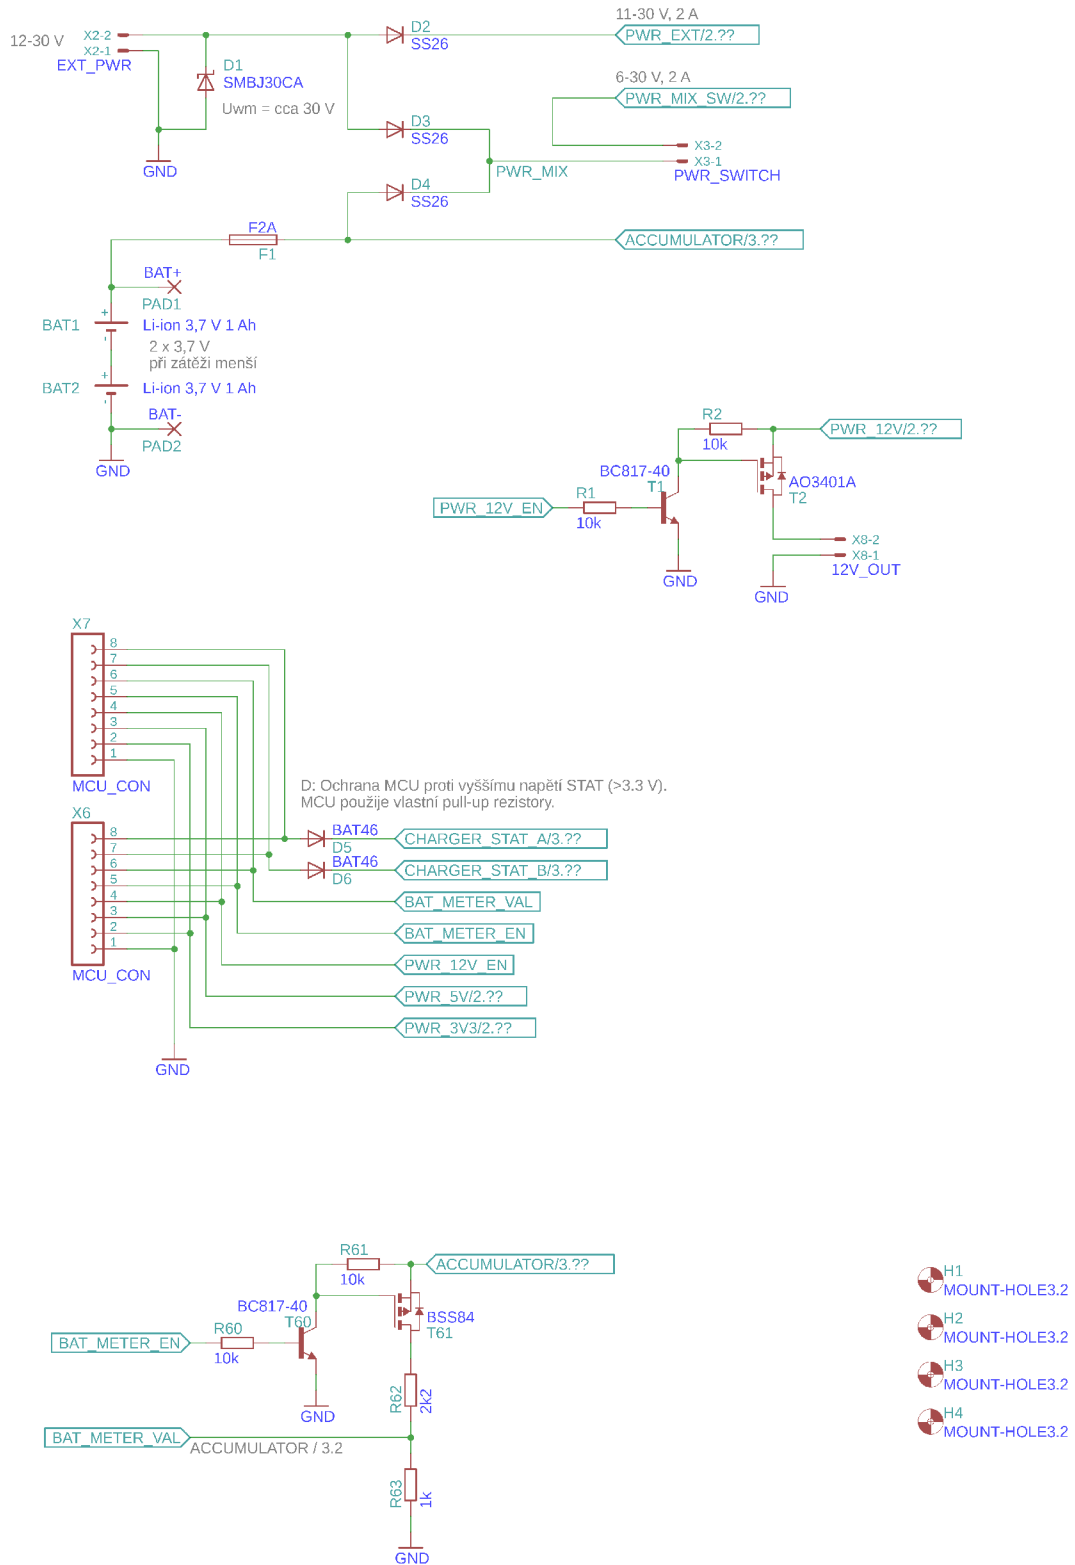 11-30 V, 2 A
D2
X2-2
PWR_EXT/2.??
12-30 V
SS26
X2-1
EXT_PWR
D1
6-30 V, 2 A
SMBJ30CA
PWR_MIX_SW/2.??
Uwm = cca 30 V
D3
SS26
X3-2
X3-1
GND
PWR_MIX
PWR_SWITCH
D4
SS26
F2A
ACCUMULATOR/3.??
F1
BAT+
PAD1
+
BAT1
Li-ion 3,7 V 1 Ah
-
2 x 3,7 V
při zátěži menší
+
BAT2
Li-ion 3,7 V 1 Ah
-
BAT-
PAD2
GND
R2
PWR_12V/2.??
10k
BC817-40
T1
AO3401A
T2
R1
PWR_12V_EN
10k
X8-2
X8-1
12V_OUT
GND
GND
X7
8
7
6
5
4
3
2
1
MCU_CON
D: Ochrana MCU proti vyššímu napětí STAT (>3.3 V).
MCU použije vlastní pull-up rezistory.
X6
8
7
6
5
4
3
2
1
MCU_CON
BAT46
D5
CHARGER_STAT_A/3.??
BAT46
D6
CHARGER_STAT_B/3.??
BAT_METER_VAL
BAT_METER_EN
PWR_12V_EN
PWR_5V/2.??
PWR_3V3/2.??
GND
R61
ACCUMULATOR/3.??
10k
H1
MOUNT-HOLE3.2
BC817-40
T60
BSS84
T61
H2
MOUNT-HOLE3.2
R60
BAT_METER_EN
10k
H3
MOUNT-HOLE3.2
R62
2k2
GND
H4
MOUNT-HOLE3.2
BAT_METER_VAL
ACCUMULATOR / 3.2
R63
1k
GND